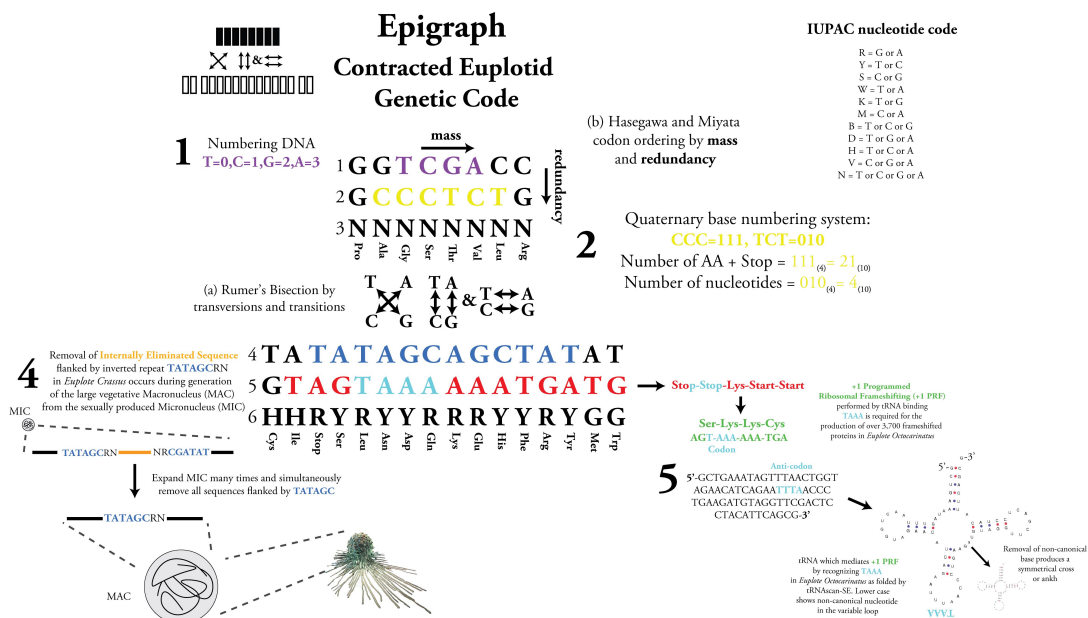 Epigraph
Contracted Euplotid
Genetic Code
IUPAC nucleotide code
R = G or A
Y = T or C
S = C or G
W = T or A
K = T or G
M = C or A
B = T or C or G
D = T or G or A
H = T or C or A
V = C or G or A
N = T or C or G or A
&
1
Numbering DNA
T=0,C=1,G=2,A=3
mass
redundancy
1 G G T C G A C C
2 G C C C T C T G
3 N N N N N N N N
Pro Ala Gly Ser Thr Val Leu Arg
(b) Hasegawa and Miyata
codon ordering by mass
and redundancy
2
Quaternary base numbering system:
CCC=111, TCT=010
Number of AA + Stop = 111(4)= 21(10)
Number of nucleotides = 010(4)= 4(10)
(a) Rumer's Bisection by
transversions and transitions
T A T A
& T A
C G
C G C G
4
Removal of Internally Eliminated Sequence
flanked by inverted repeat TATAGCRN
in Euplote Crassus occurs during generation
of the large vegetative Macronucleus (MAC)
from the sexually produced Micronucleus (MIC)
4 T A T A T A G C A G C T A T A T
5 G T A G T A A A A A A T G A T G
6 H H R Y R Y Y R R R Y Y R Y G G
Cys Ile Stop Ser Leu Asn Asp Gln Lys Glu His Phe Arg Tyr Met Trp
MIC
TATAGCRN NRCGATAT
Expand MIC many times and simultaneously
remove all sequences flanked by TATAGC
TATAGCRN
MAC
Stop-Stop-Lys-Start-Start
Ser-Lys-Lys-Cys
AGT-AAA-AAA-TGA
Codon
+1 Programmed
Ribosomal Frameshifting (+1 PRF)
performed by tRNA binding
TAAA is required for the
production of over 3,700 frameshifted
proteins in Euplote Octocarinatus
5
Anti-codon
5'-GCTGAAATAGTTTAACTGGT
AGAACATCAGAATTTAACCC
TGAAGATGTAGGTTCGACTC
CTACATTCAGCG-3'
5'
-3'
TAAA
tRNA which mediates +1 PRF
by recognizing TAAA
in Euplote Octocarinatus as folded by
tRNAscan-SE. Lower case
shows non-canonical nucleotide
in the variable loop
Removal of non-canonical
base produces a
symmetrical cross
or ankh